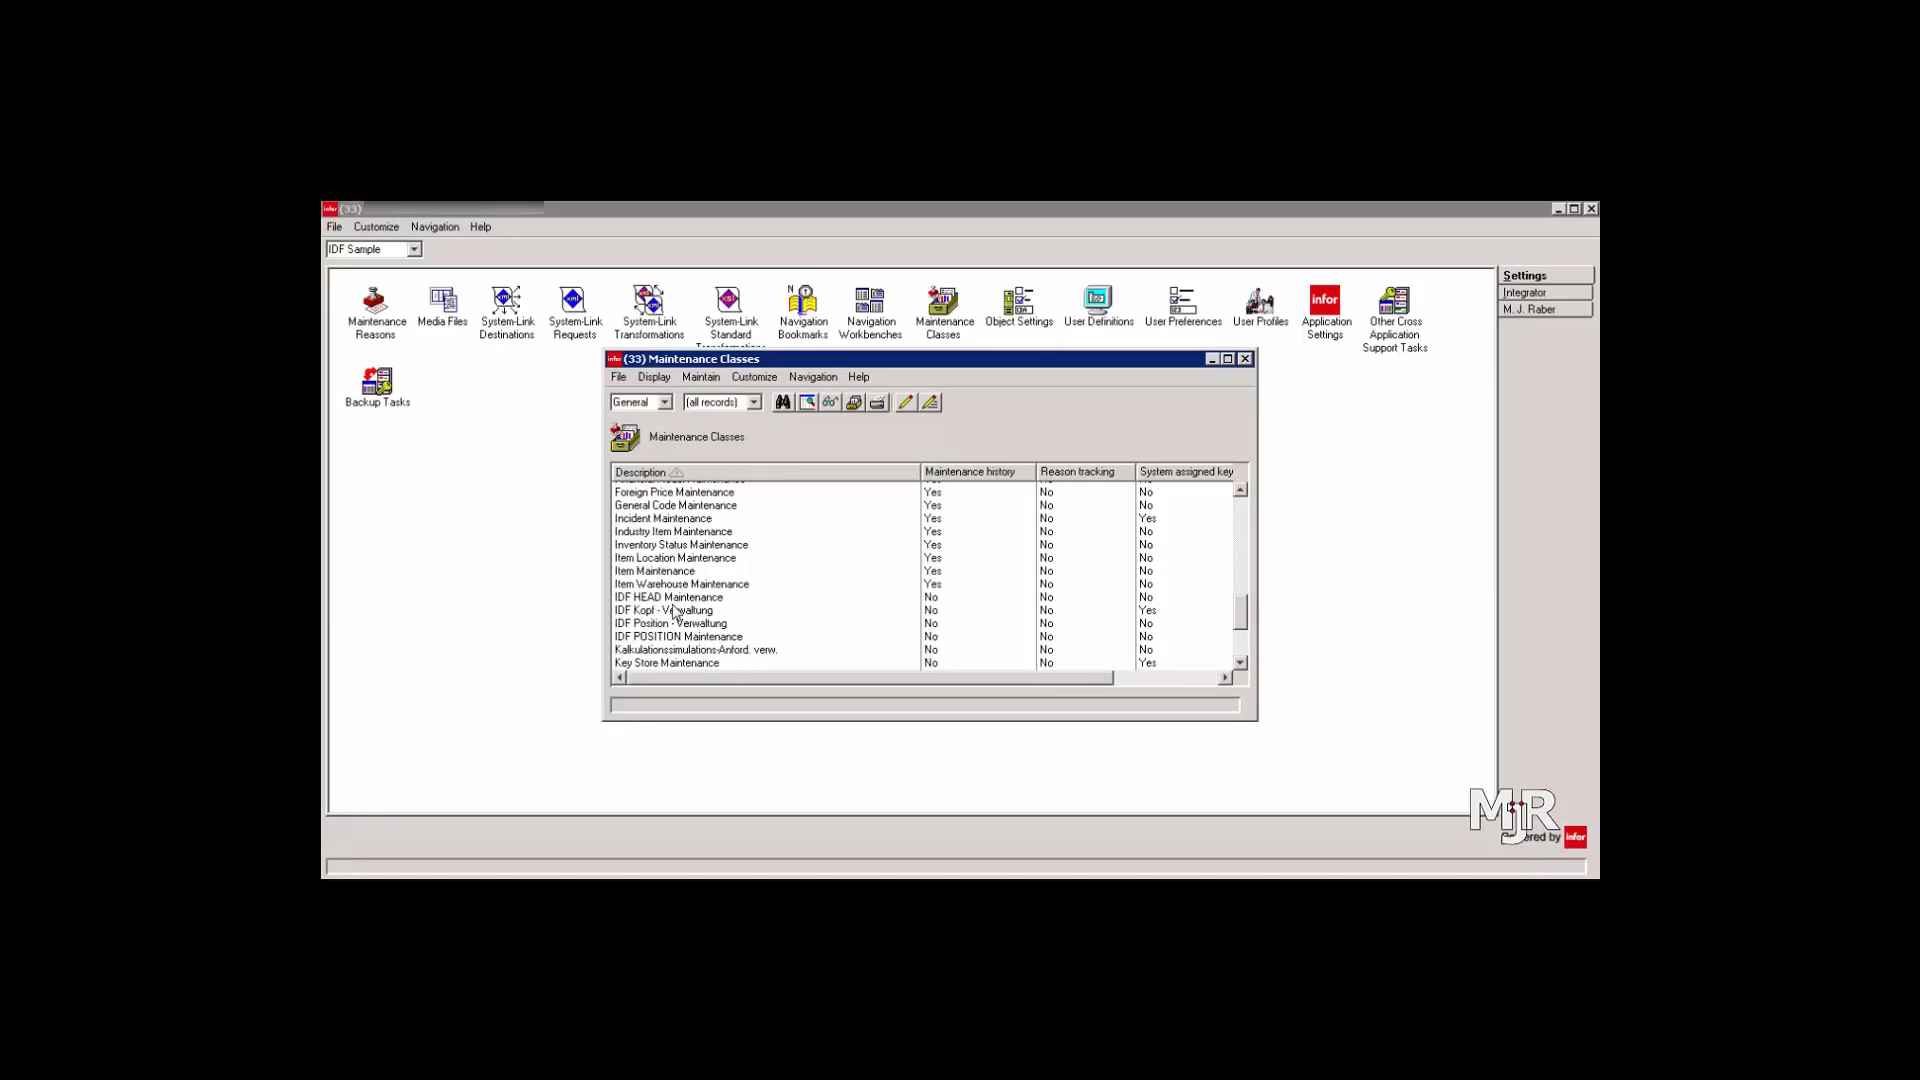 infor (33)
File Customize Navigation Help
IDF Sample
Settings
Integrator
M. J. Raber
Maintenance Reasons
Media Files
System-Link Destinations
System-Link Requests
System-Link Transformations
System-Link Standard
Navigation Bookmarks
Navigation Workbenches
Maintenance Classes
Object Settings
User Definitions
User Preferences
User Profiles
infor
Application Settings
Other Cross Application Support Tasks
Backup Tasks
infor (33) Maintenance Classes
File Display Maintain Customize Navigation Help
General (all records)
Maintenance Classes
Description Maintenance history Reason tracking System assigned key
Foreign Price Maintenance Yes No No
General Code Maintenance Yes No No
Incident Maintenance Yes No Yes
Industry Item Maintenance Yes No No
Inventory Status Maintenance Yes No No
Item Location Maintenance Yes No No
Item Maintenance Yes No No
Item Warehouse Maintenance Yes No No
IDF HEAD Maintenance No No No
IDF Kopf - Verwaltung No No Yes
IDF Position - Verwaltung No No No
IDF POSITION Maintenance No No No
Kalkulationssimulations-Anford. verw. No No No
Key Store Maintenance No No Yes
MJR
by infor